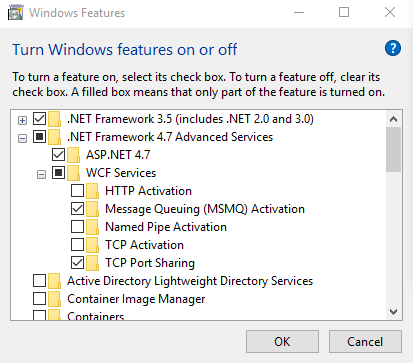 Windows Features
Turn Windows features on or off
To turn a feature on, select its check box. To turn a feature off, clear its
check box. A filled box means that only part of the feature is turned on.
.NET Framework 3.5 (includes .NET 2.0 and 3.0)
.NET Framework 4.7 Advanced Services
ASP.NET 4.7
WCF Services
HTTP Activation
Message Queuing (MSMQ) Activation
Named Pipe Activation
TCP Activation
TCP Port Sharing
Active Directory Lightweight Directory Services
Container Image Manager
Containers
OK
Cancel